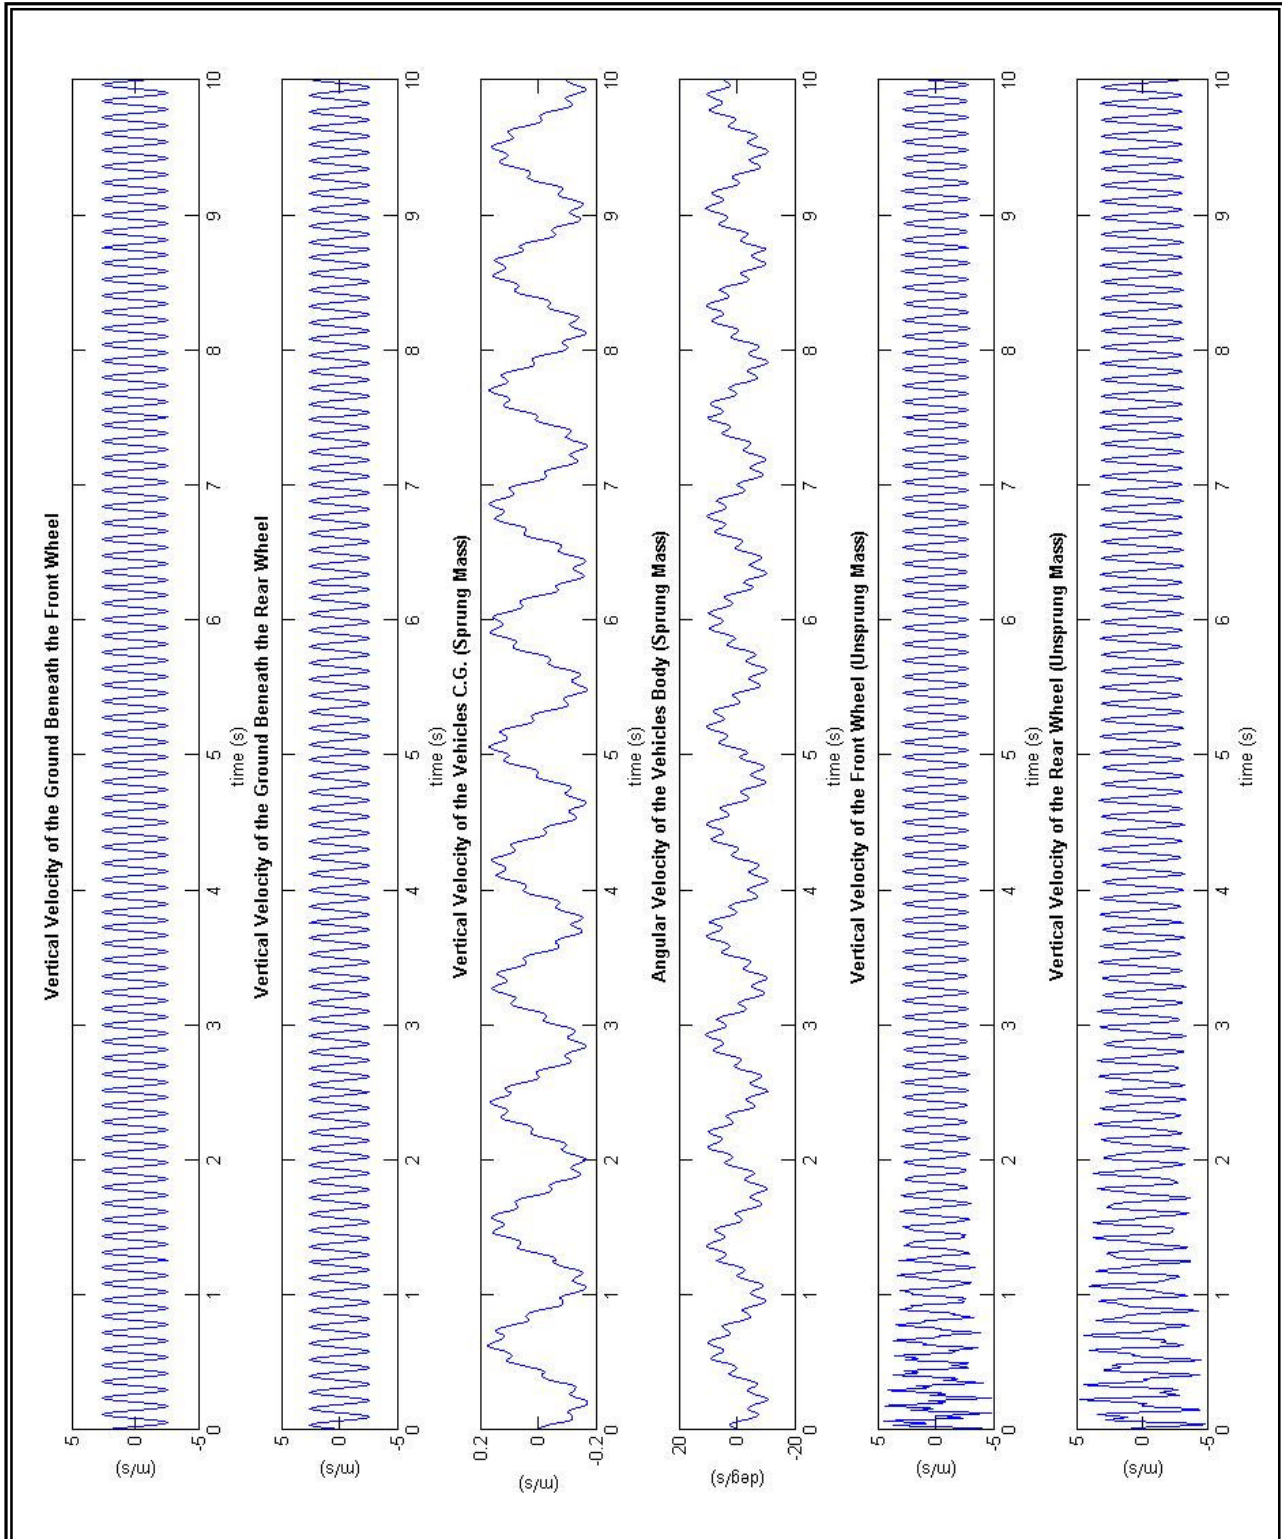 Vertical Velocity of the Ground Beneath the Front Wheel
5
0
-5
(m/s)
0 1 2 3 4 5 6 7 8 9 10
time (s)
Vertical Velocity of the Ground Beneath the Rear Wheel
5
0
-5
(m/s)
0 1 2 3 4 5 6 7 8 9 10
time (s)
Vertical Velocity of the Vehicles C.G. (Sprung Mass)
0.2
0
-0.2
(m/s)
0 1 2 3 4 5 6 7 8 9 10
time (s)
Angular Velocity of the Vehicles Body (Sprung Mass)
20
0
-20
(deg/s)
0 1 2 3 4 5 6 7 8 9 10
time (s)
Vertical Velocity of the Front Wheel (Unsprung Mass)
5
0
-5
(m/s)
0 1 2 3 4 5 6 7 8 9 10
time (s)
Vertical Velocity of the Rear Wheel (Unsprung Mass)
5
0
-5
(m/s)
0 1 2 3 4 5 6 7 8 9 10
time (s)